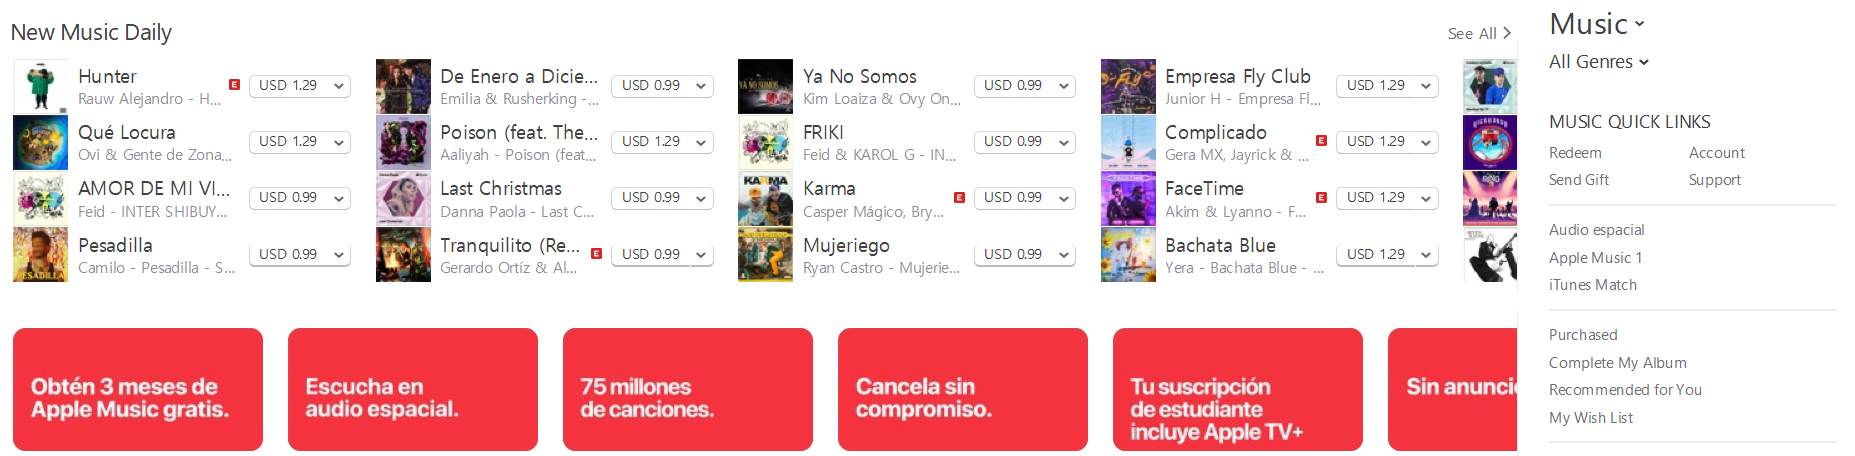 New Music Daily
See All
Hunter
Rauw Alejandro - H...
E
USD 1.29
Qué Locura
Ovi & Gente de Zona,...
USD 1.29
AMOR DE MI VI...
Feid - INTER SHIBUY...
USD 0.99
Pesadilla
Camilo - Pesadilla - S...
USD 0.99
De Enero a Dicie...
Emilia & Rusherking -...
USD 0.99
Poison (feat. The...
Aaliyah - Poison (feat...
USD 1.29
Last Christmas
Danna Paola - Last C...
USD 0.99
Tranquilito (Re...
Gerardo Ortíz & Al...
E
USD 0.99
Ya No Somos
Kim Loaiza & Ovy On...
USD 0.99
FRIKI
Feid & KAROL G - IN...
USD 0.99
Karma
Casper Mágico, Bry...
E
USD 0.99
Mujeriego
Ryan Castro - Mujerie...
USD 0.99
Empresa Fly Club
Junior H - Empresa Fl...
USD 1.29
Complicado
Gera MX, Jayrick & ...
E
USD 1.29
FaceTime
Akim & Lyanno - F...
E
USD 1.29
Bachata Blue
Yera - Bachata Blue - ...
USD 1.29
YA NO SOMOS
KARMA
PESADILLA
Obtén 3 meses de
Apple Music gratis.
Escucha en
audio espacial.
75 millones
de canciones.
Cancela sin
compromiso.
Tu suscripción
de estudiante
incluye Apple TV+
Sin anunci
Music
All Genres
MUSIC QUICK LINKS
Redeem
Account
Send Gift
Support
Audio espacial
Apple Music 1
iTunes Match
Purchased
Complete My Album
Recommended for You
My Wish List